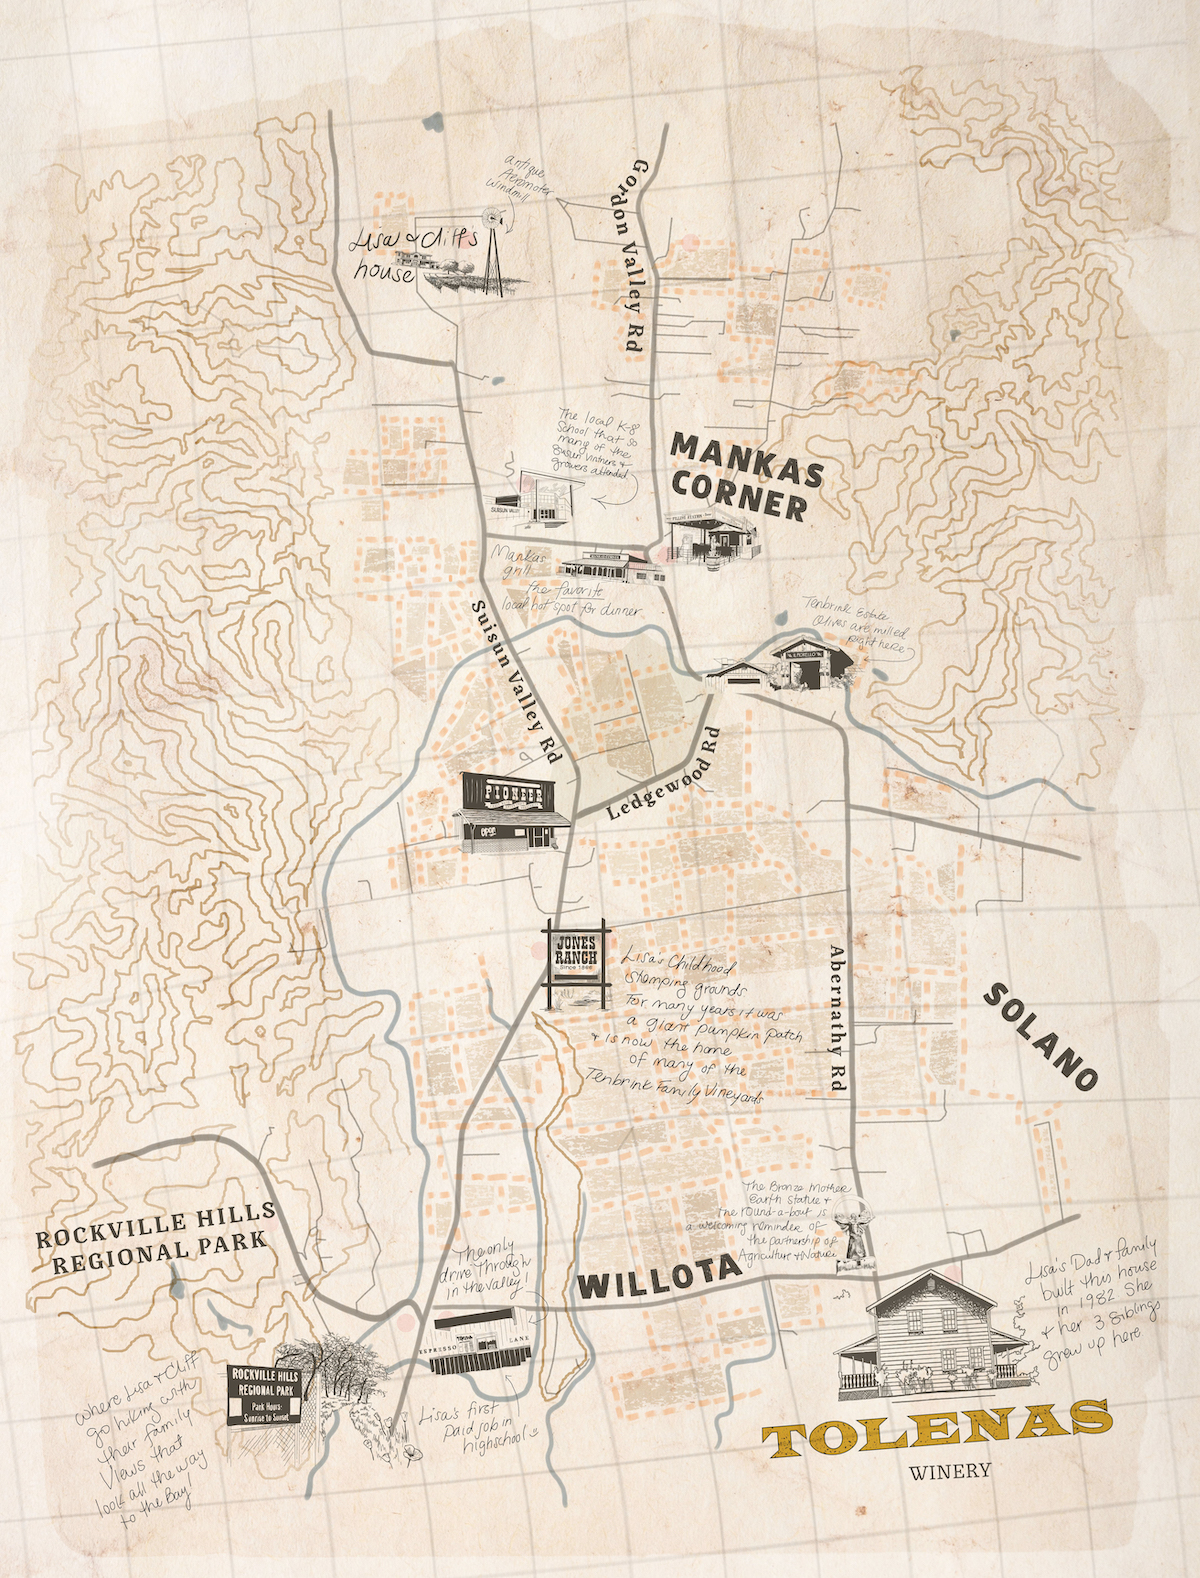 antique
Aermotor
windmill
Gordon Valley Rd
Lisa & Cliff's
house
The local K-8
School that so
many of the
Suisun vintners &
growers attended
MANKAS
CORNER
SUISUN VALLEY
Mankas
grill
the favorite
local hot spot for dinner
Tenbrink Estate
Olives are milled
right here
IL FIORELLO
Suisun Valley Rd
Ledgewood Rd
PIONEER
OPEN
JONES
RANCH
Since 1866
Lisa's Childhood
Stomping grounds
For many years it was
a giant pumpkin patch
& is now the home
of many of the
Tenbrink Family Vineyards
Abernathy Rd
SOLANO
The Bronze Mother
Earth Statue &
the round-a-bout is
a welcoming reminder of
the partnership of
Agriculture & Nature
ROCKVILLE HILLS
REGIONAL PARK
The only
drive through
in the valley!
WILLOTA
ESPRESSO LANE
Lisa's Dad & family
built this house
in 1982 She
& her 3 Siblings
grew up here
ROCKVILLE HILLS
REGIONAL PARK
Park Hours:
Sunrise to Sunset
where Lisa & Cliff
go hiking with
their family
Views that
look all the way
to the Bay!
Lisa's first
paid job in
highschool
TOLENAS
WINERY